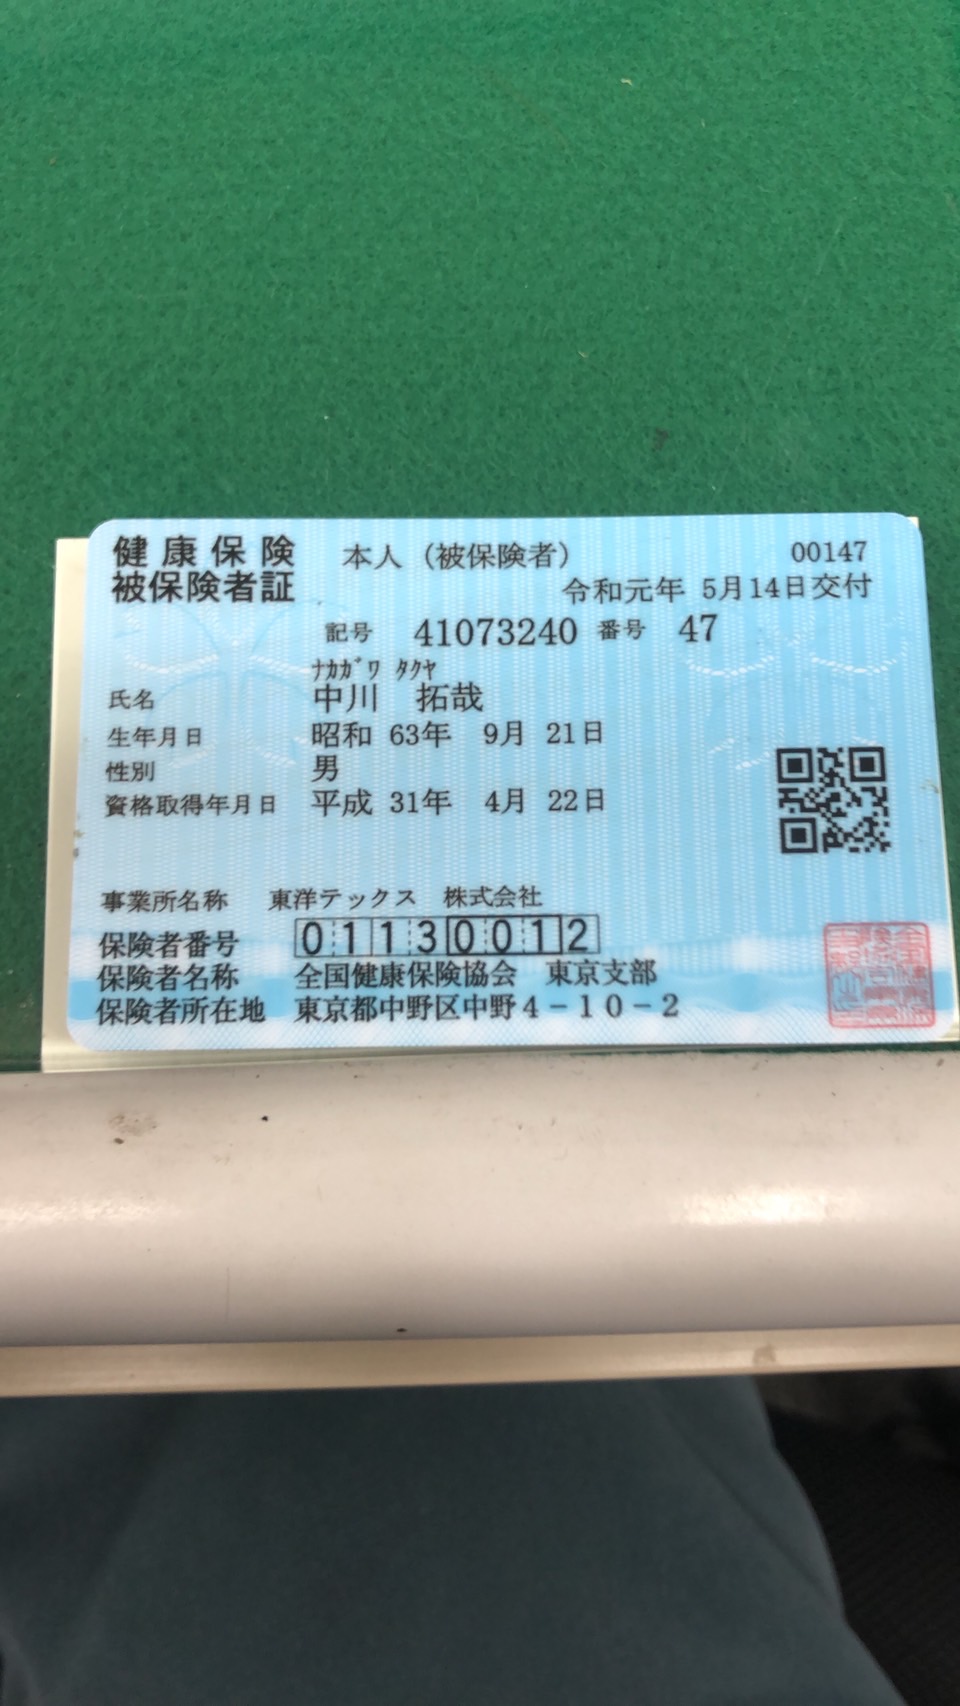 健康保険 本人（被保険者） 00147
被保険者証 令和元年 5月14日交付
記号 41073240 番号 47
ﾅｶｶﾞﾜ ﾀｸﾔ
氏名 中川 拓哉
生年月日 昭和 63年 9月 21日
性別 男
資格取得年月日 平成 31年 4月 22日
事業所名称 東洋テックス 株式会社
保険者番号 01130012
保険者名称 全国健康保険協会 東京支部
保険者所在地 東京都中野区中野4-10-2